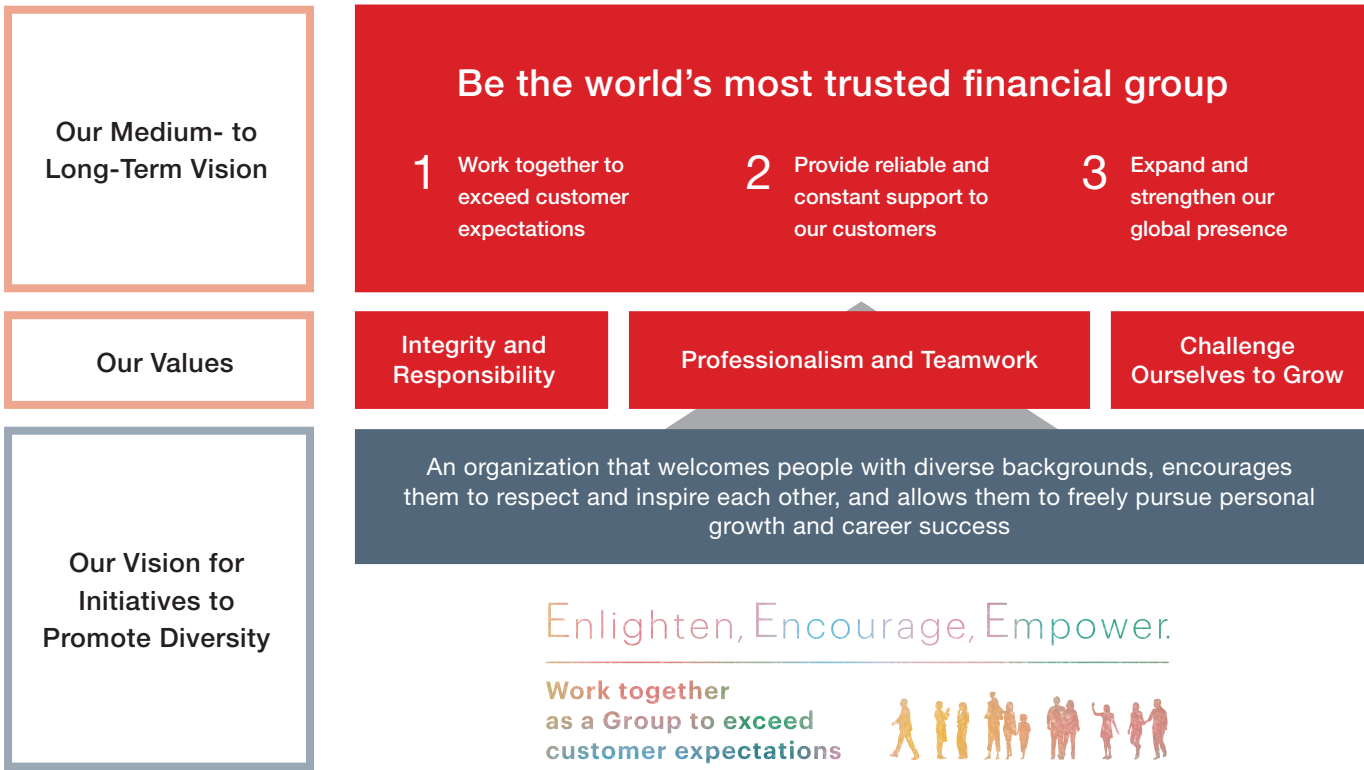 Our Medium- to
Long-Term Vision
Be the world's most trusted financial group
1
Work together to
exceed customer
expectations
2
Provide reliable and
constant support to
our customers
3
Expand and
strengthen our
global presence
Our Values
Integrity and
Responsibility
Professionalism and Teamwork
Challenge
Ourselves to Grow
Our Vision for
Initiatives to
Promote Diversity
An organization that welcomes people with diverse backgrounds, encourages
them to respect and inspire each other, and allows them to freely pursue personal
growth and career success
Enlighten, Encourage, Empower.
Work together
as a Group to exceed
customer expectations